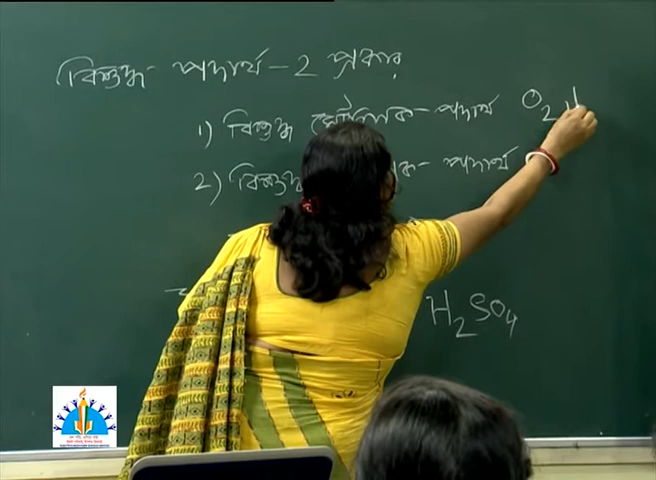 বিশুদ্ধ পদার্থ – 2 প্রকার
1) বিশুদ্ধ মৌলিক – পদার্থ O₂,
2) বিশুদ্ধ – পদার্থ
H₂SO₄